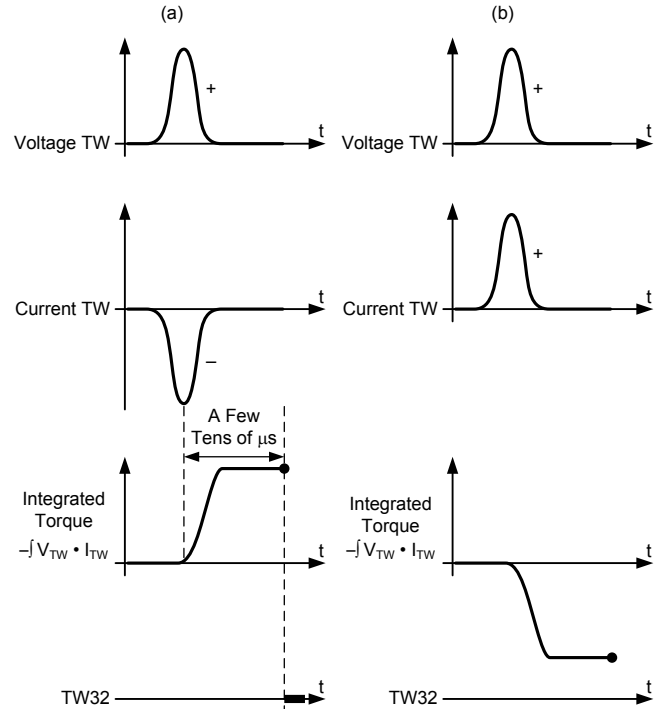 (a)
(b)
+
t
Voltage TW
+
t
Voltage TW
t
Current TW
–
+
t
Current TW
A Few
Tens of μs
Integrated
Torque
–∫ V_TW • I_TW
t
Integrated
Torque
–∫ V_TW • I_TW
t
TW32
t
TW32
t